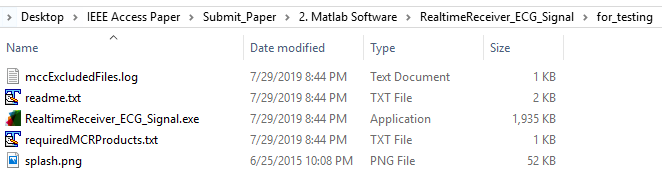 Desktop > IEEE Access Paper > Submit_Paper > 2. Matlab Software > RealtimeReceiver_ECG_Signal > for_testing
Name Date modified Type Size
mccExcludedFiles.log 7/29/2019 8:44 PM Text Document 1 KB
readme.txt 7/29/2019 8:44 PM TXT File 2 KB
RealtimeReceiver_ECG_Signal.exe 7/29/2019 8:44 PM Application 1,935 KB
requiredMCRProducts.txt 7/29/2019 8:44 PM TXT File 1 KB
splash.png 6/25/2015 10:08 PM PNG File 52 KB